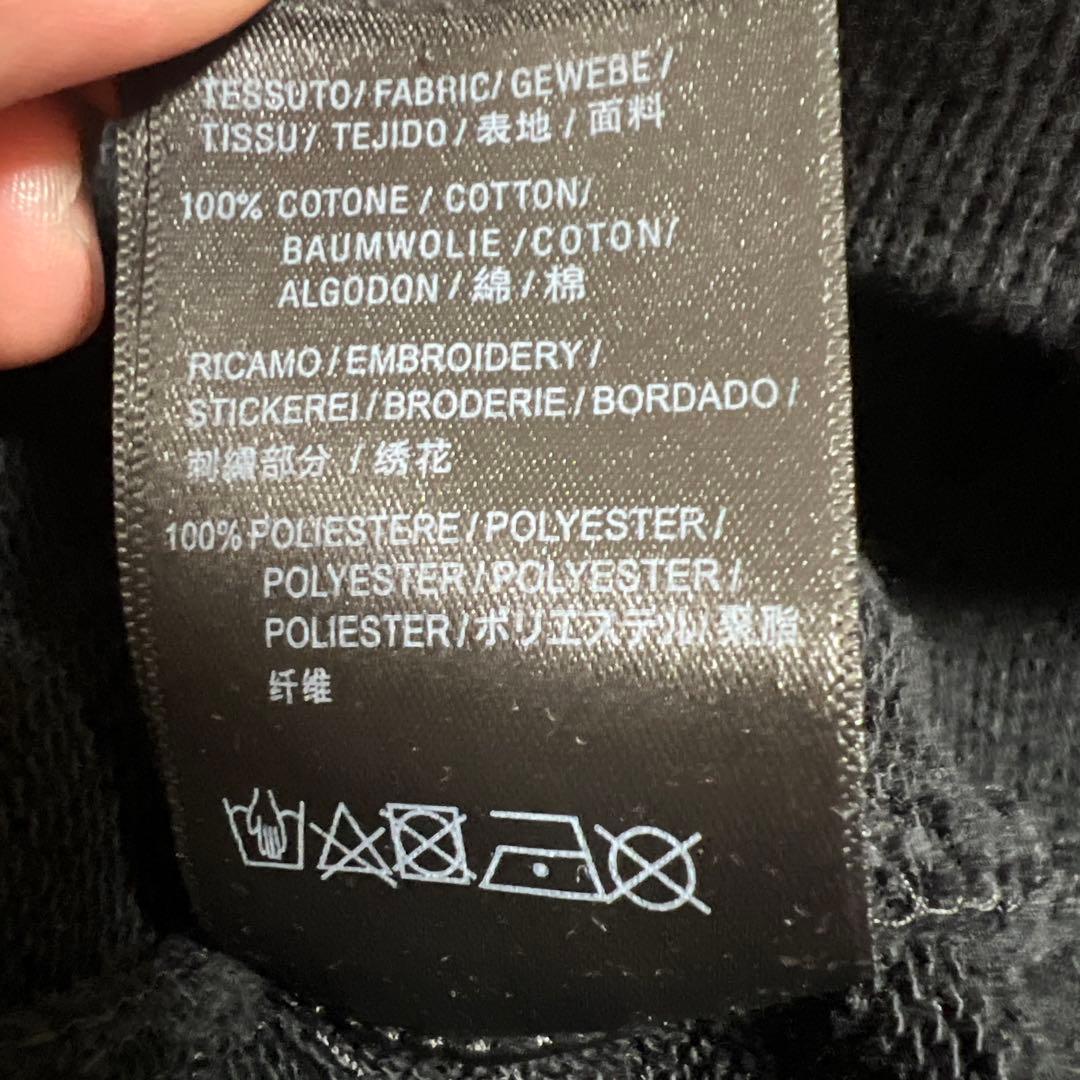 TESSUTO/FABRIC/GEWEBE/
TISSU/ TEJIDO/表地/面料
100% COTONE / COTTON/
BAUMWOLIE /COTON/
ALGODON/綿/棉
RICAMO/EMBROIDERY/
STICKEREI/BRODERIE/BORDADO/
刺繍部分/绣花
100% POLIESTERE/POLYESTER/
POLYESTER/POLYESTER/
POLIESTER/ポリエステル/聚脂
纤维